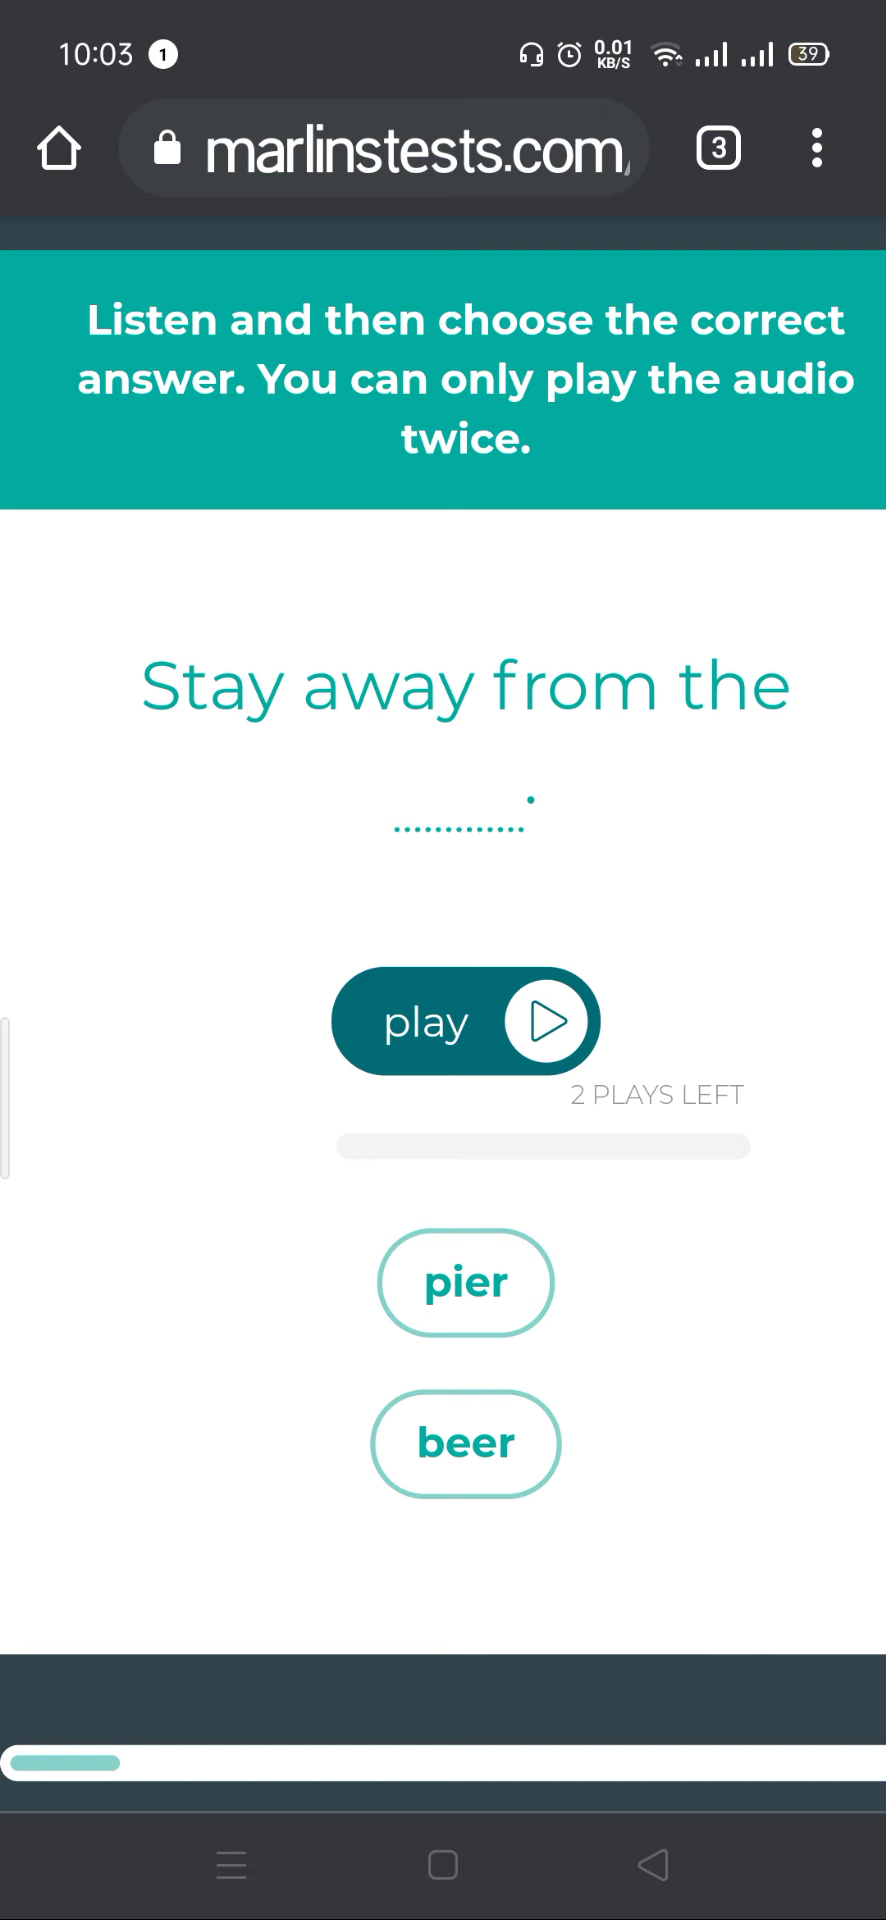 10:03 1 0.01 KB/S 39
marlinstests.com, 3
Listen and then choose the correct
answer. You can only play the audio
twice.
Stay away from the
.............
play
2 PLAYS LEFT
pier
beer